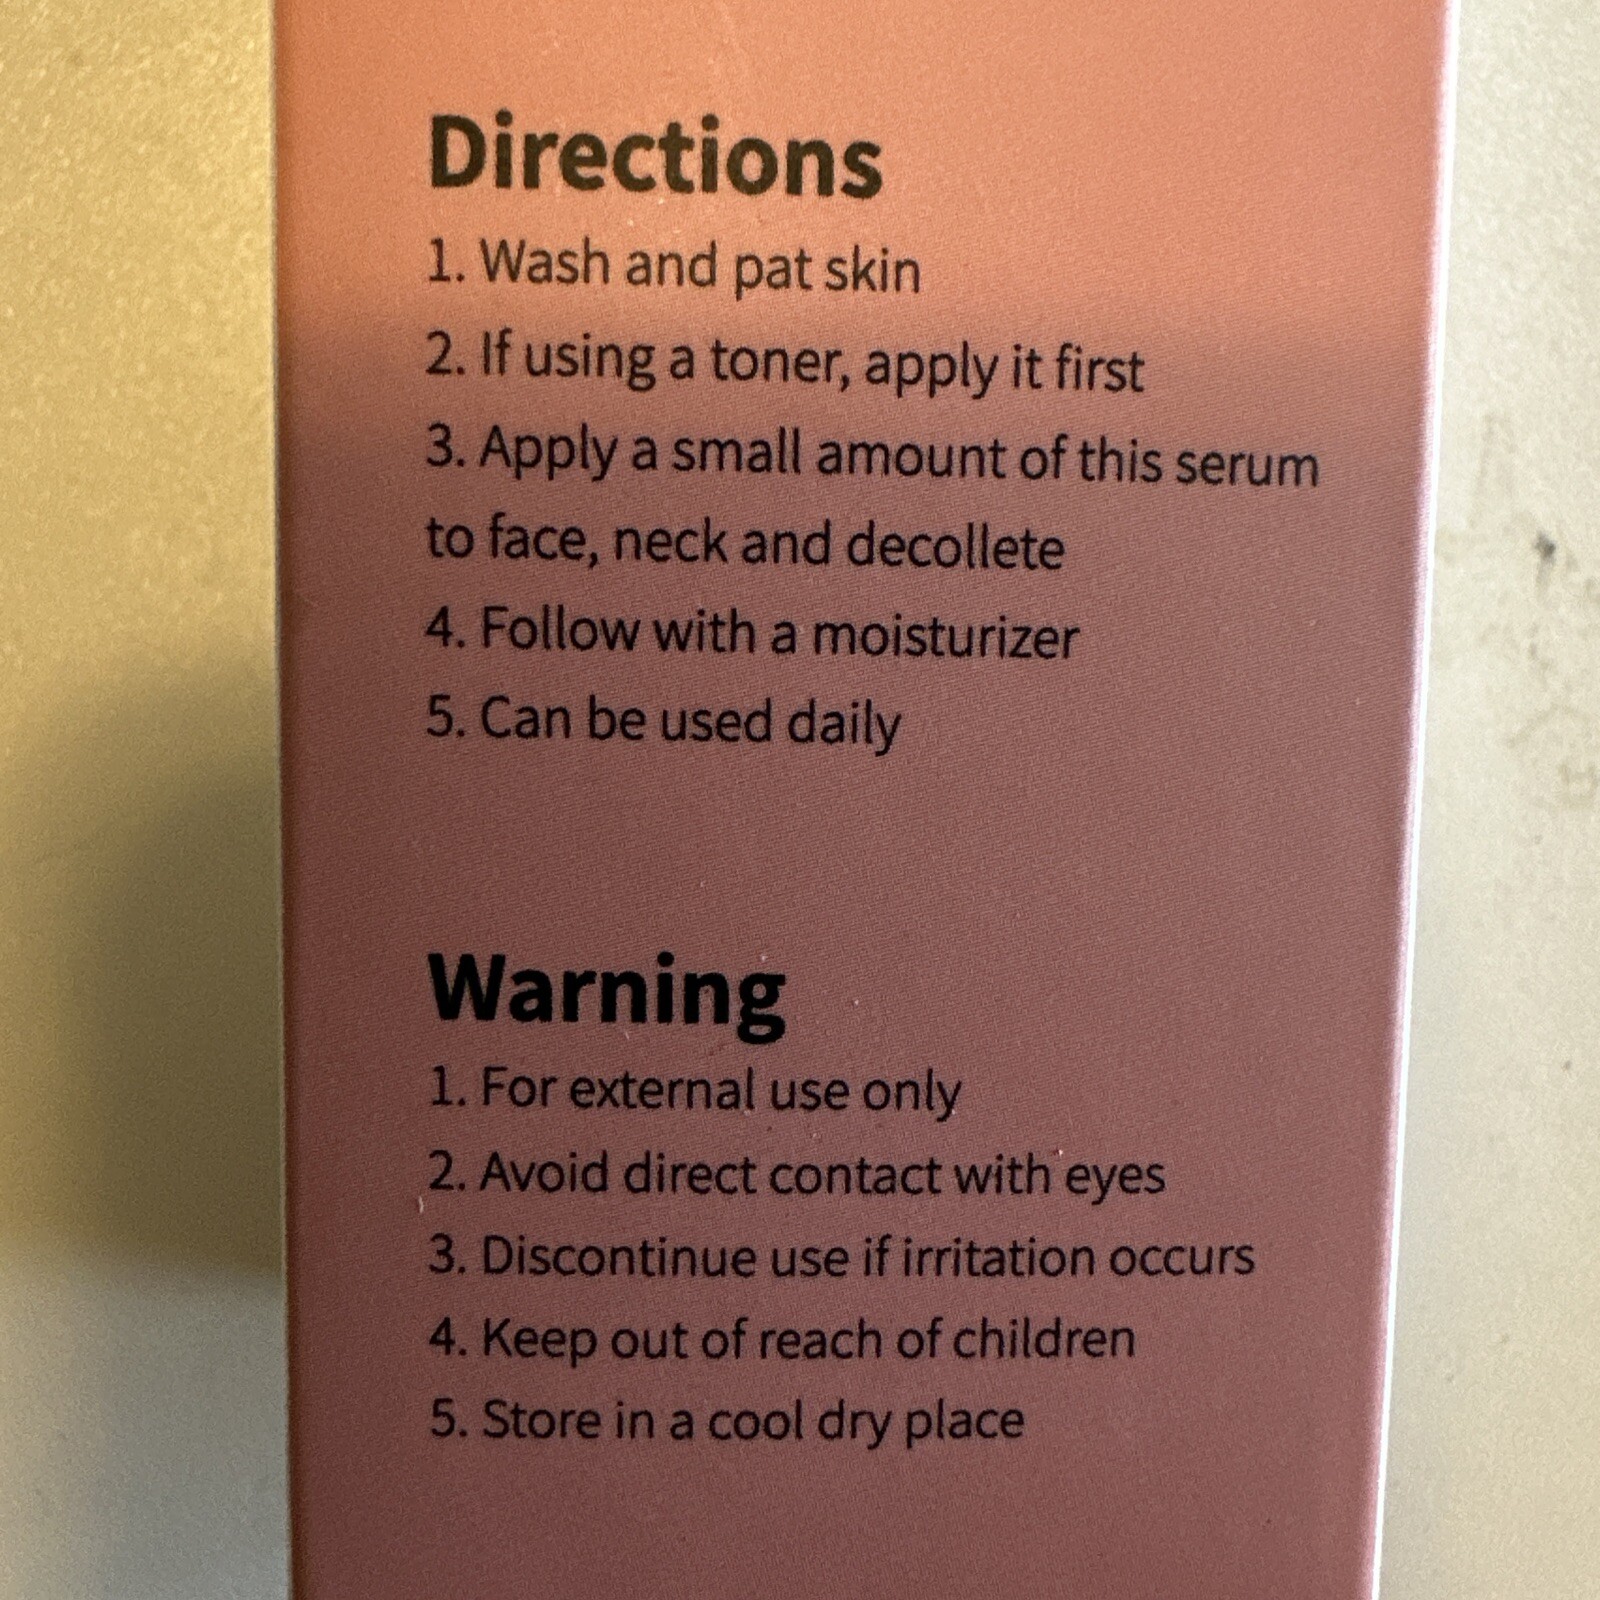 Directions
1. Wash and pat skin
2. If using a toner, apply it first
3. Apply a small amount of this serum
to face, neck and decollete
4. Follow with a moisturizer
5. Can be used daily
Warning
1. For external use only
2. Avoid direct contact with eyes
3. Discontinue use if irritation occurs
4. Keep out of reach of children
5. Store in a cool dry place